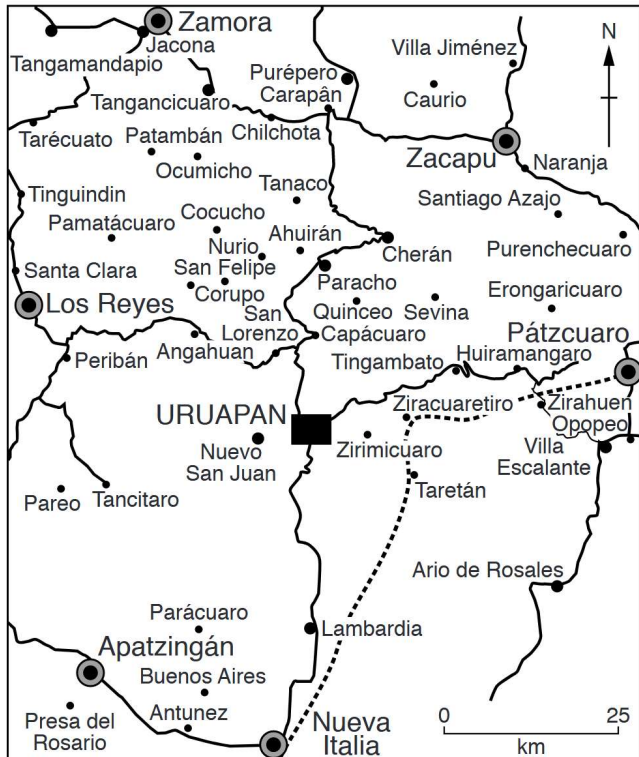 Zamora
N
Jacona
Villa Jiménez
Tangamandapio
Purépero
Carapân
Caurio
Tangancicuaro
Chilchota
Tarécuato
Patambán
Zacapu
Ocumicho
Naranja
Tanaco
Tinguindin
Santiago Azajo
Cocucho
Pamatácuaro
Ahuirán
Nurio
Cherán
Purenchecuaro
San Felipe
Santa Clara
Paracho
Erongaricuaro
Corupo
Los Reyes
Quinceo
Sevina
San
Lorenzo
Capácuaro
Pátzcuaro
Angahuan
Huiramangaro
Peribán
Tingambato
URUAPAN
Ziracuaretiro
Zirahuen
Opopeo
Nuevo
San Juan
Zirimicuaro
Villa
Escalante
Taretán
Pareo
Tancitaro
Ario de Rosales
Parácuaro
Lambardia
Apatzingán
Buenos Aires
Presa del
Rosario
Antunez
Nueva
Italia
0
25
km